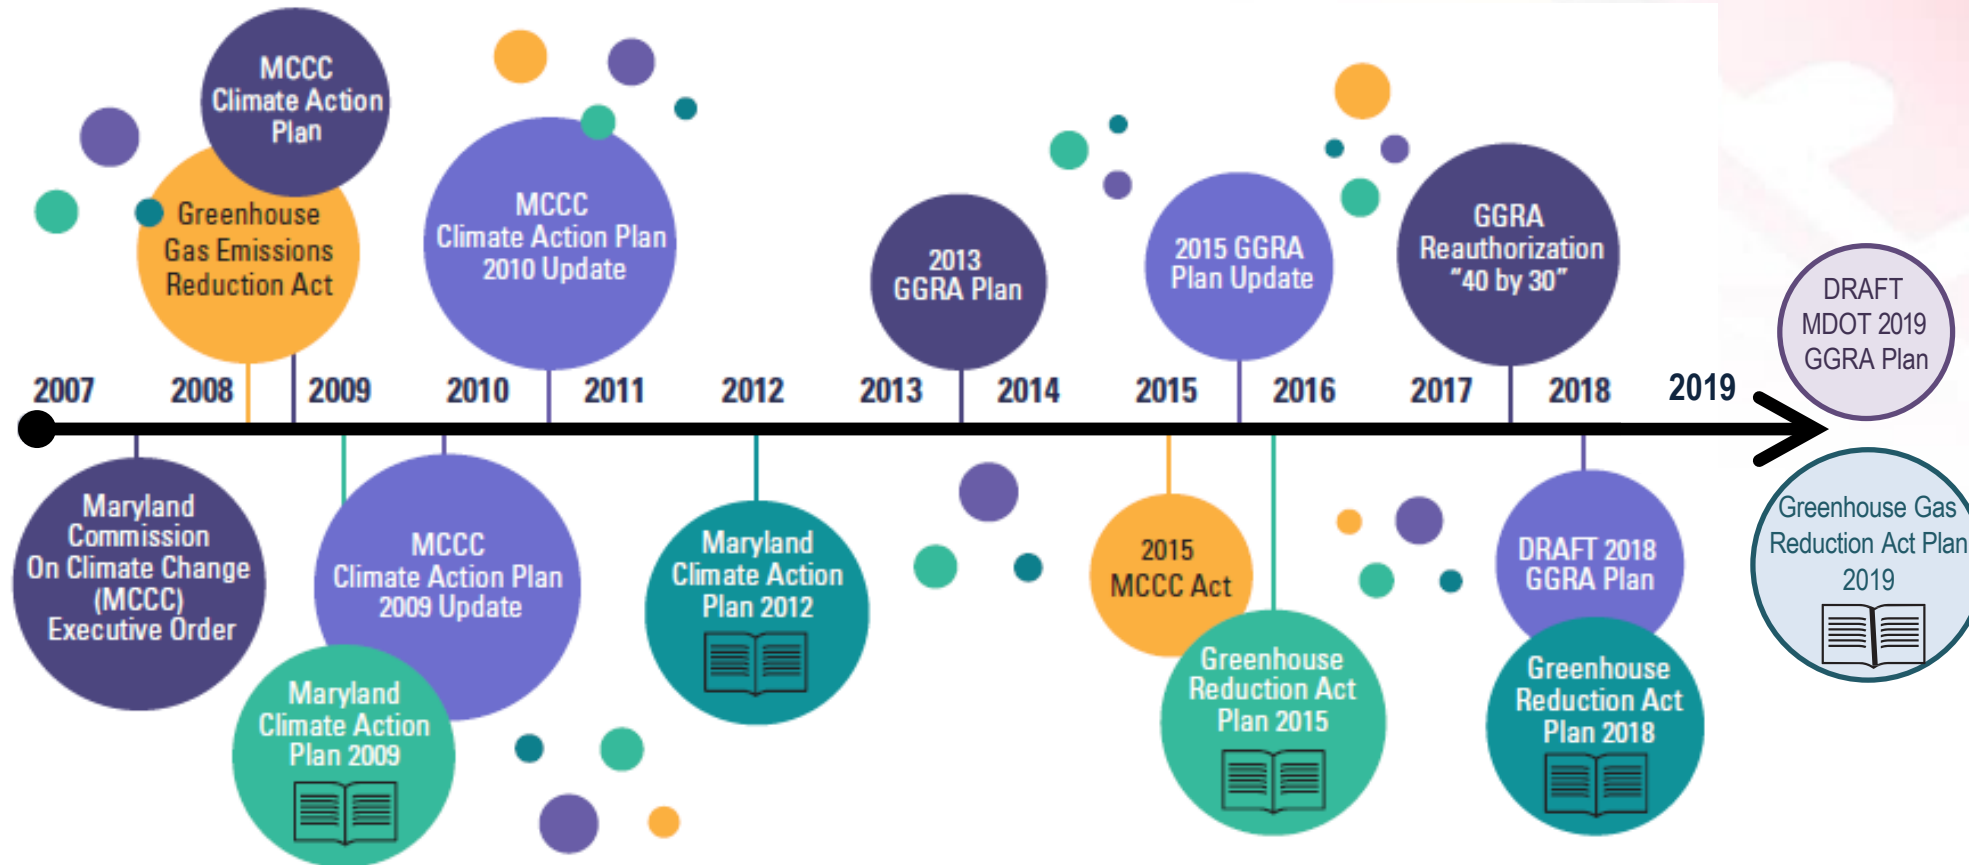 MCCC
Climate Action
Plan
Greenhouse
Gas Emissions
Reduction Act
MCCC
Climate Action Plan
2010 Update
2013
GGRA Plan
2015 GGRA
Plan Update
GGRA
Reauthorization
"40 by 30"
DRAFT
MDOT 2019
GGRA Plan
2007
2008
2009
2010
2011
2012
2013
2014
2015
2016
2017
2018
2019
Maryland
Commission
On Climate Change
(MCCC)
Executive Order
MCCC
Climate Action Plan
2009 Update
Maryland
Climate Action
Plan 2009
Maryland
Climate Action
Plan 2012
2015
MCCC Act
Greenhouse
Reduction Act
Plan 2015
DRAFT 2018
GGRA Plan
Greenhouse
Reduction Act
Plan 2018
Greenhouse Gas
Reduction Act Plan
2019